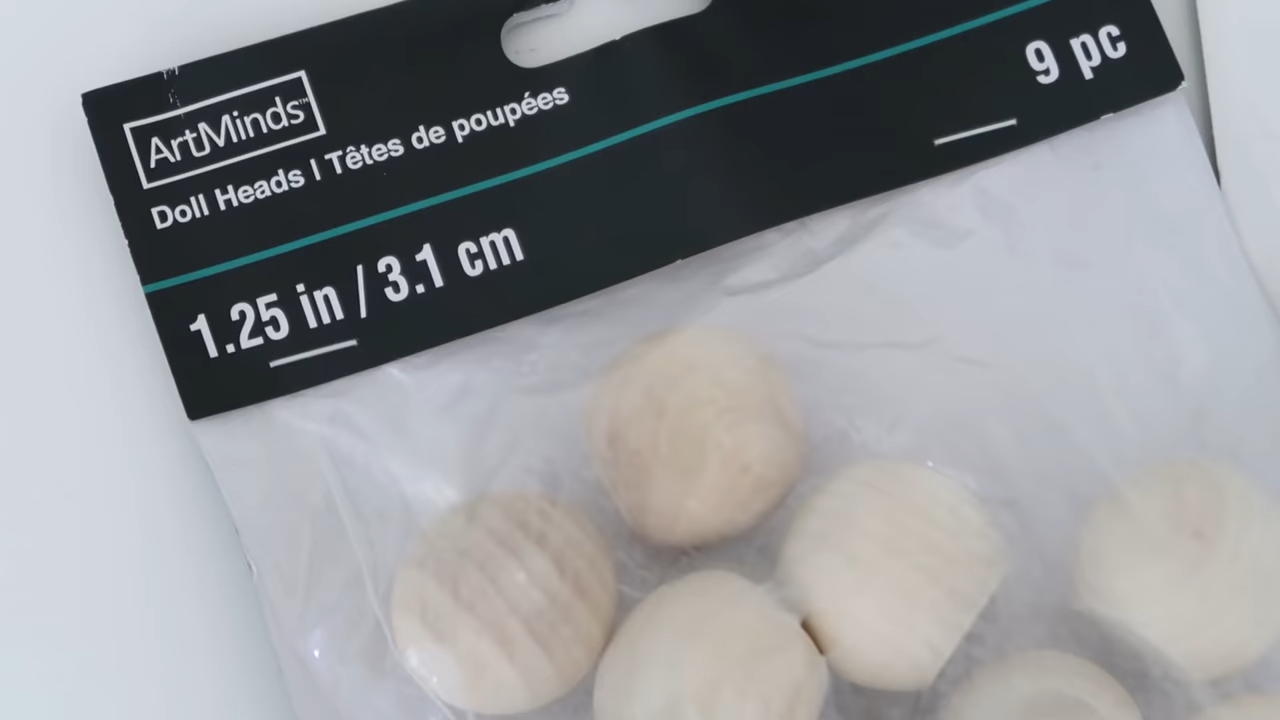 ArtMinds™
Doll Heads | Têtes de poupées
9 pc
1.25 in / 3.1 cm